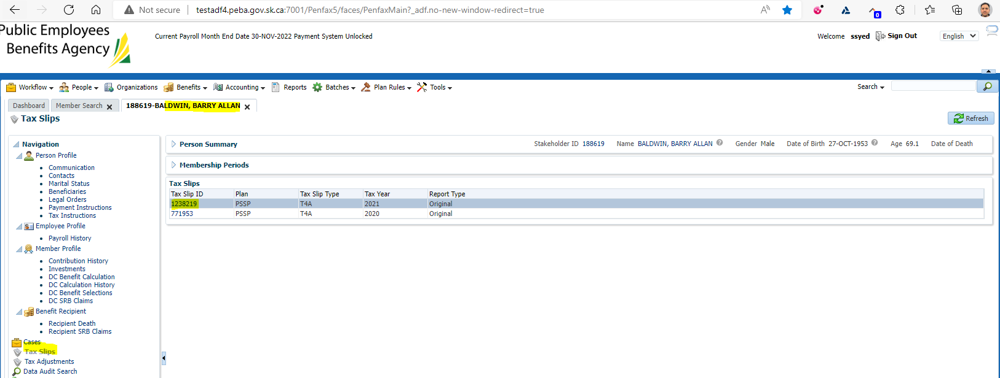 Not secure testadf4.peba.gov.sk.ca:7001/Penfax5/faces/PenfaxMain?_adf.no-new-window-redirect=true
0
Public Employees
Benefits Agency
Current Payroll Month End Date 30-NOV-2022 Payment System Unlocked
Welcome ssyed Sign Out English
Workflow People Organizations Benefits Accounting Reports Batches Plan Rules Tools Search
Dashboard Member Search 188619-BALDWIN, BARRY ALLAN
Tax Slips Refresh
Navigation
Person Profile
Communication
Contacts
Marital Status
Beneficiaries
Legal Orders
Payment Instructions
Tax Instructions
Employee Profile
Payroll History
Member Profile
Contribution History
Investments
DC Benefit Calculation
DC Calculation History
DC Benefit Selections
DC SRB Claims
Benefit Recipient
Recipient Death
Recipient SRB Claims
Cases
Tax Slips
Tax Adjustments
Data Audit Search
Person Summary Stakeholder ID 188619 Name BALDWIN, BARRY ALLAN Gender Male Date of Birth 27-OCT-1953 Age 69.1 Date of Death
Membership Periods
Tax Slips
Tax Slip ID Plan Tax Slip Type Tax Year Report Type
1238219 PSSP T4A 2021 Original
771953 PSSP T4A 2020 Original